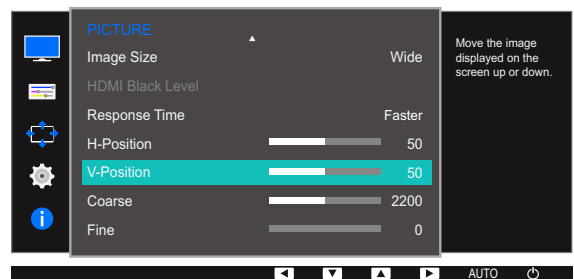 PICTURE
Image Size Wide
HDMI Black Level
Response Time Faster
H-Position 50
V-Position 50
Coarse 2200
Fine 0
Move the image
displayed on the
screen up or down.
AUTO